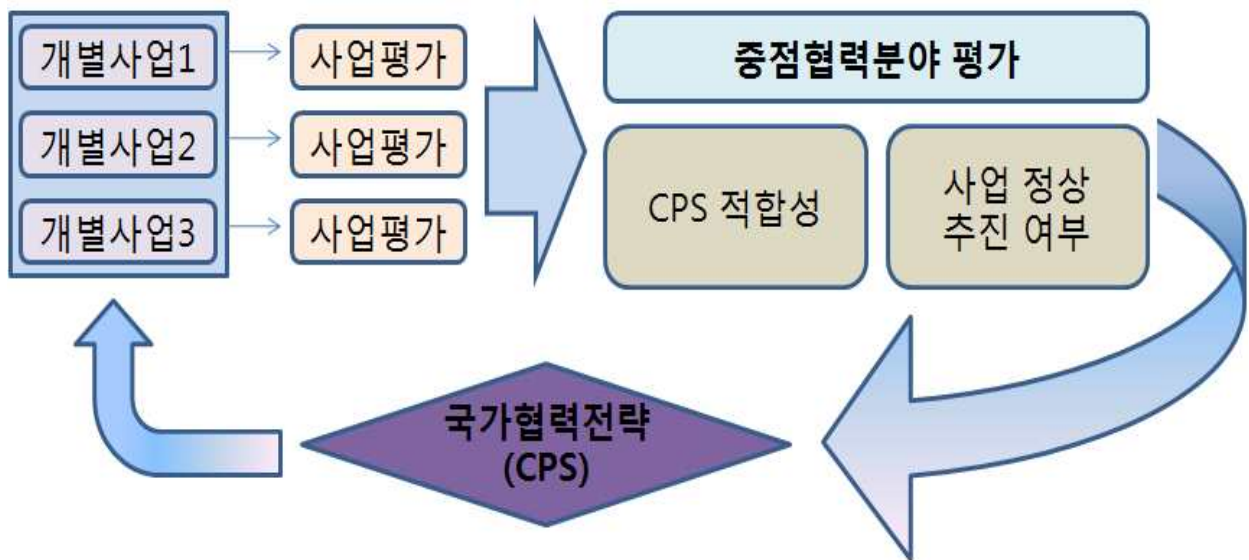 개별사업1
사업평가
개별사업2
사업평가
개별사업3
사업평가
중점협력분야 평가
CPS 적합성
사업 정상
추진 여부
국가협력전략
(CPS)